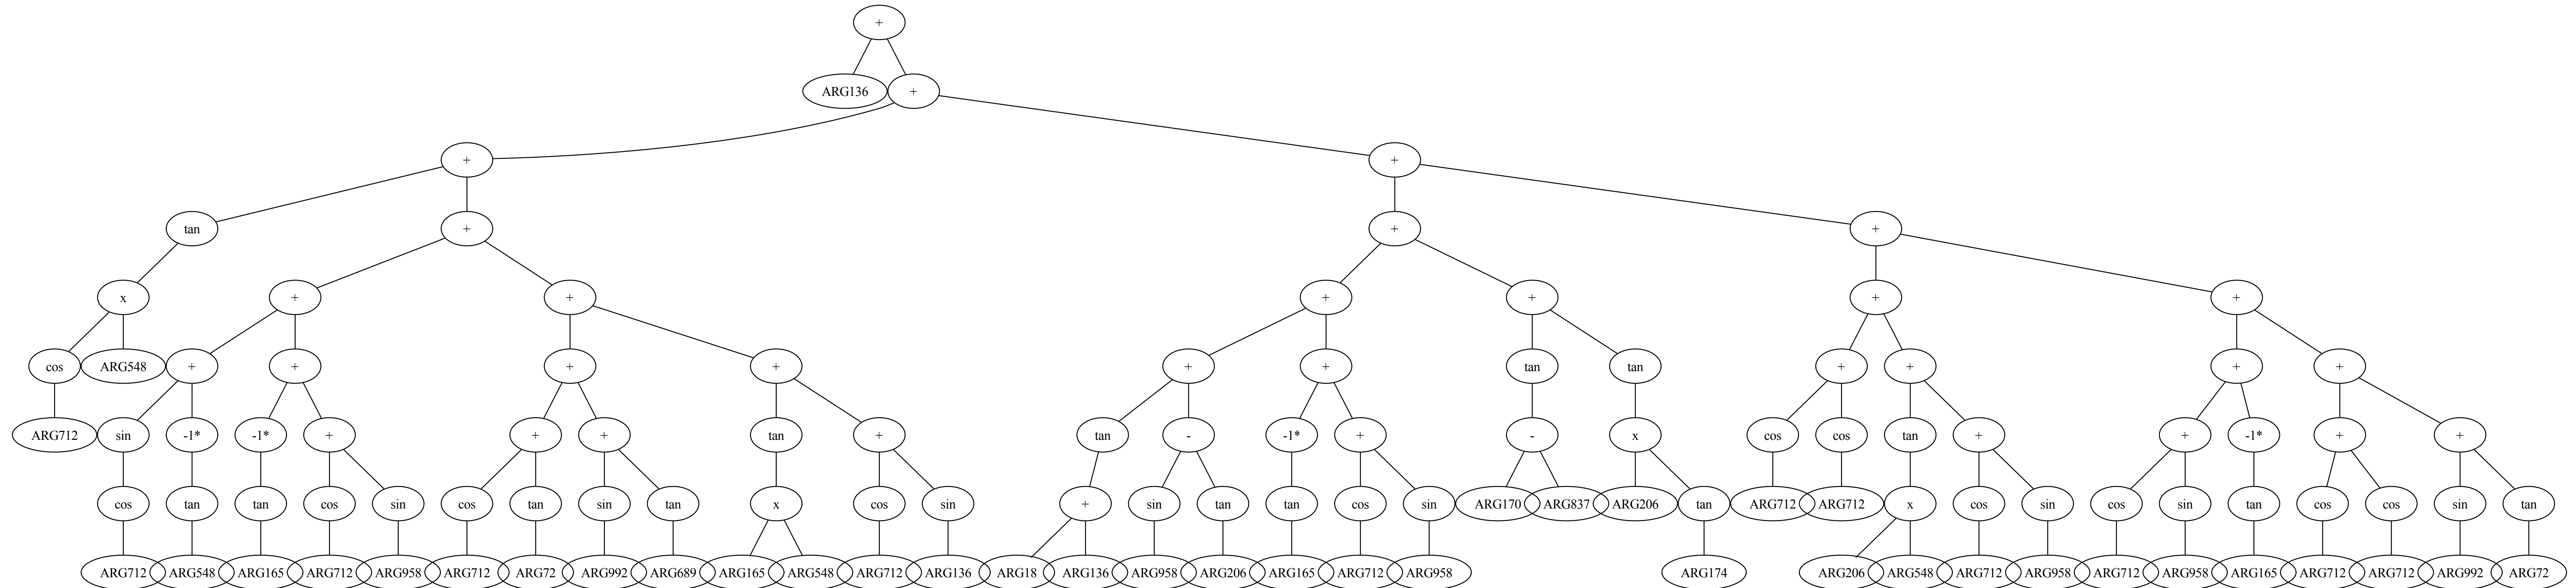 +
ARG136 +
+ +
tan + + +
x + + + + + +
cos ARG548 + + + + + + tan tan + + + +
ARG712 sin -1* -1* + + + tan + tan - -1* + - x cos cos tan + + -1* + +
cos tan tan cos sin cos tan sin tan x cos sin + sin tan tan cos sin ARG170 ARG837 ARG206 tan ARG712 ARG712 x cos sin cos sin tan cos cos sin tan
ARG712 ARG548 ARG165 ARG712 ARG958 ARG712 ARG72 ARG992 ARG689 ARG165 ARG548 ARG712 ARG136 ARG18 ARG136 ARG958 ARG206 ARG165 ARG712 ARG958 ARG174 ARG206 ARG548 ARG712 ARG958 ARG712 ARG958 ARG165 ARG712 ARG712 ARG992 ARG72